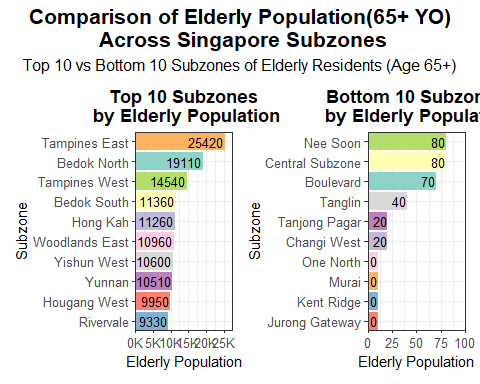 Comparison of Elderly Population(65+ YO)
Across Singapore Subzones
Top 10 vs Bottom 10 Subzones of Elderly Residents (Age 65+)
Top 10 Subzones
by Elderly Population
Subzone
Tampines East 25420
Bedok North 19110
Tampines West 14540
Bedok South 11360
Hong Kah 11260
Woodlands East 10960
Yishun West 10600
Yunnan 10510
Hougang West 9950
Rivervale 9330
0K 5K 10K 15K 20K 25K
Elderly Population
Bottom 10 Subzon
by Elderly Populat
Subzone
Nee Soon 80
Central Subzone 80
Boulevard 70
Tanglin 40
Tanjong Pagar 20
Changi West 20
One North 0
Murai 0
Kent Ridge 0
Jurong Gateway 0
0 25 50 75 100
Elderly Population